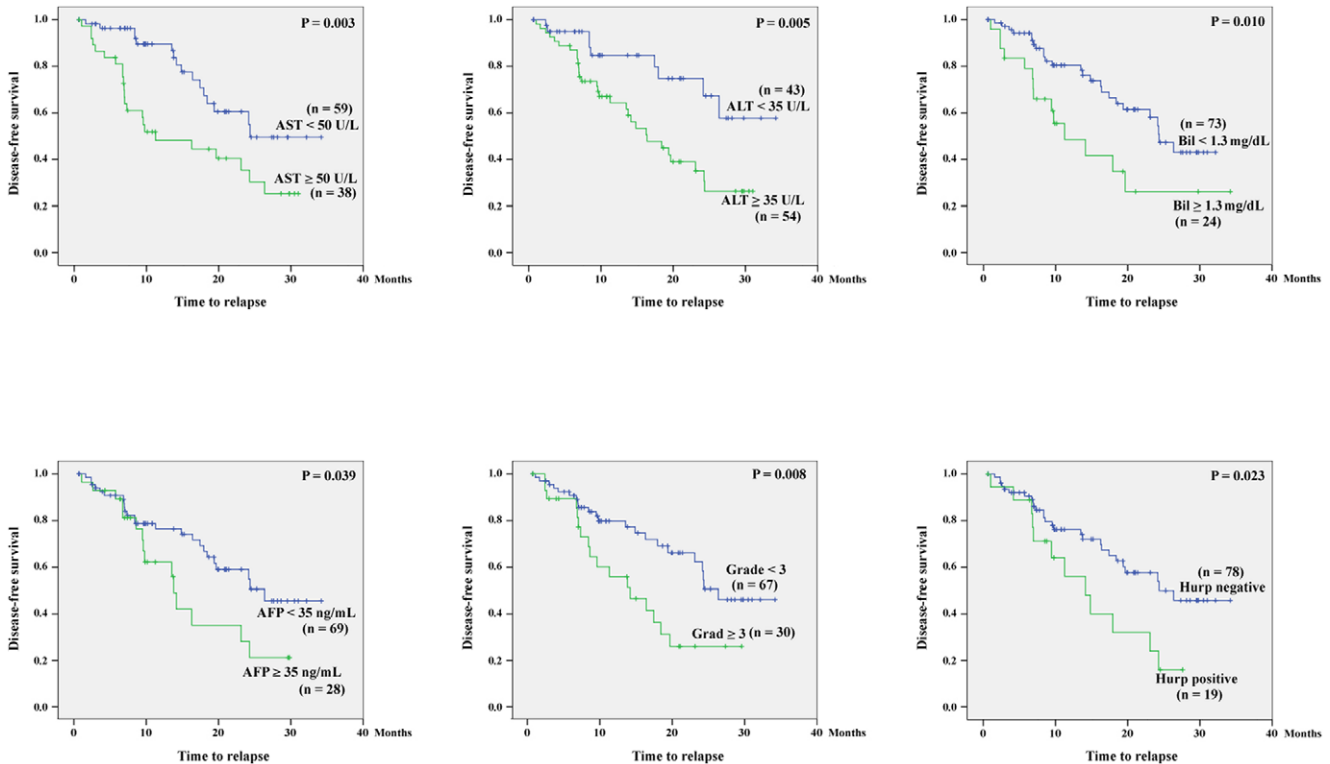 P = 0.003
Disease-free survival
1.0
0.8
0.6
0.4
0.2
0.0
(n = 59)
AST < 50 U/L
AST ≥ 50 U/L
(n = 38)
0
10
20
30
40
Months
Time to relapse
P = 0.005
Disease-free survival
1.0
0.8
0.6
0.4
0.2
0.0
(n = 43)
ALT < 35 U/L
ALT ≥ 35 U/L
(n = 54)
0
10
20
30
40
Months
Time to relapse
P = 0.010
Disease-free survival
1.0
0.8
0.6
0.4
0.2
0.0
(n = 73)
Bil < 1.3 mg/dL
Bil ≥ 1.3 mg/dL
(n = 24)
0
10
20
30
40
Months
Time to relapse
P = 0.039
Disease-free survival
1.0
0.8
0.6
0.4
0.2
0.0
AFP < 35 ng/mL
(n = 69)
AFP ≥ 35 ng/mL
(n = 28)
0
10
20
30
40
Months
Time to relapse
P = 0.008
Disease-free survival
1.0
0.8
0.6
0.4
0.2
0.0
Grade < 3
(n = 67)
Grad ≥ 3 (n = 30)
0
10
20
30
40
Months
Time to relapse
P = 0.023
Disease-free survival
1.0
0.8
0.6
0.4
0.2
0.0
(n = 78)
Hurp negative
Hurp positive
(n = 19)
0
10
20
30
40
Months
Time to relapse